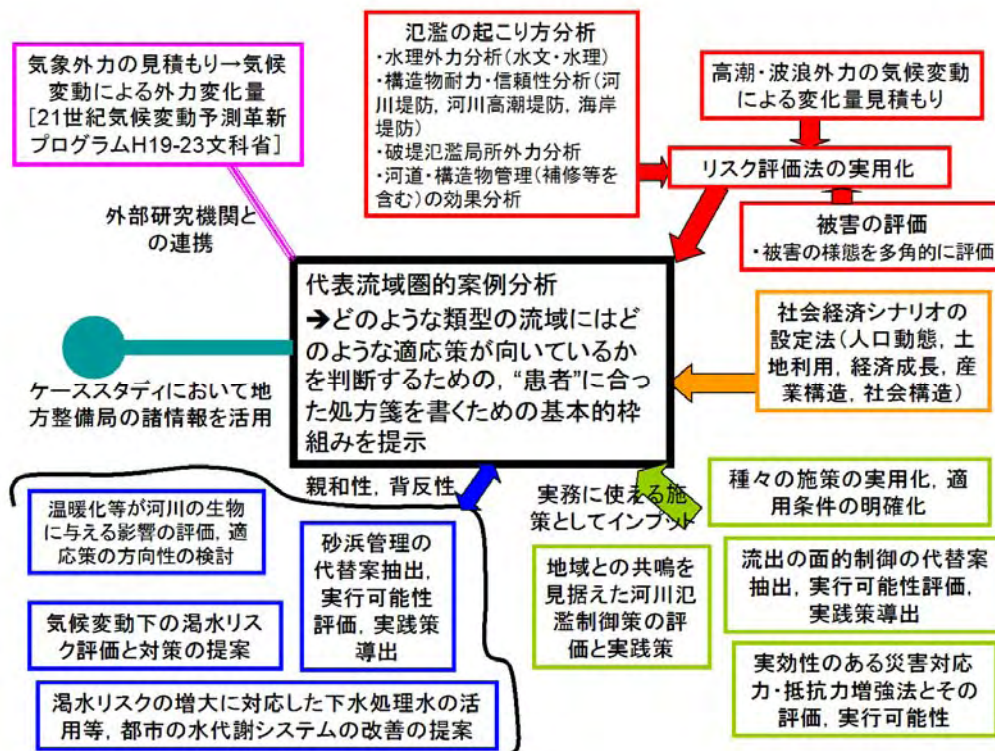 気象外力の見積もり→気候
変動による外力変化量
[21世紀気候変動予測革新
プログラムH19-23文科省]
氾濫の起こり方分析
・水理外力分析(水文・水理)
・構造物耐力・信頼性分析(河
川堤防, 河川高潮堤防, 海岸
堤防)
・破堤氾濫局所外力分析
・河道・構造物管理(補修等を
含む)の効果分析
高潮・波浪外力の気候変動
による変化量見積もり
リスク評価法の実用化
被害の評価
・被害の様態を多角的に評価
外部研究機関と
の連携
代表流域圏的案例分析
➔どのような類型の流域にはど
のような適応策が向いているか
を判断するための, “患者”に合っ
た処方箋を書くための基本的枠
組みを提示
社会経済シナリオの
設定法(人口動態, 土
地利用, 経済成長, 産
業構造, 社会構造)
ケーススタディにおいて地
方整備局の諸情報を活用
親和性, 背反性
実務に使える施
策としてインプット
温暖化等が河川の生物
に与える影響の評価, 適
応策の方向性の検討
砂浜管理の
代替案抽出,
実行可能性
評価, 実践策
導出
気候変動下の渇水リス
ク評価と対策の提案
渇水リスクの増大に対応した下水処理水の活
用等, 都市の水代謝システムの改善の提案
地域との共鳴を
見据えた河川氾
濫制御策の評
価と実践策
種々の施策の実用化, 適
用条件の明確化
流出の面的制御の代替案
抽出, 実行可能性評価,
実践策導出
実効性のある災害対応
力・抵抗力増強法とその
評価, 実行可能性